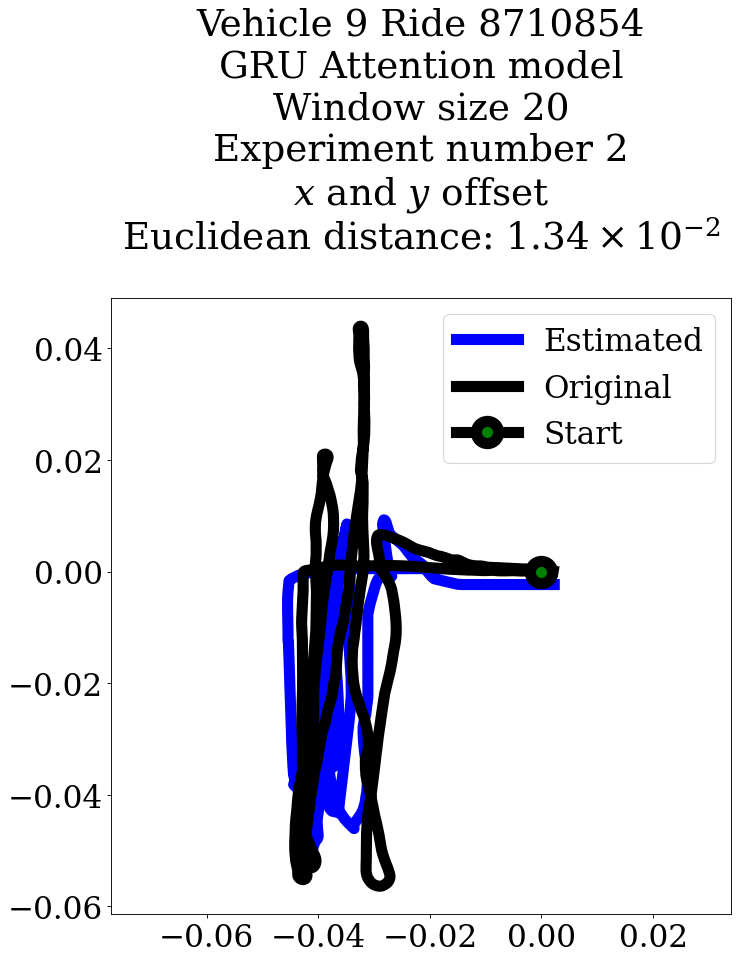 Vehicle 9 Ride 8710854
GRU Attention model
Window size 20
Experiment number 2
x and y offset
Euclidean distance: 1.34 × 10⁻²
Estimated
Original
Start
0.04
0.02
0.00
−0.02
−0.04
−0.06
−0.06 −0.04 −0.02 0.00 0.02